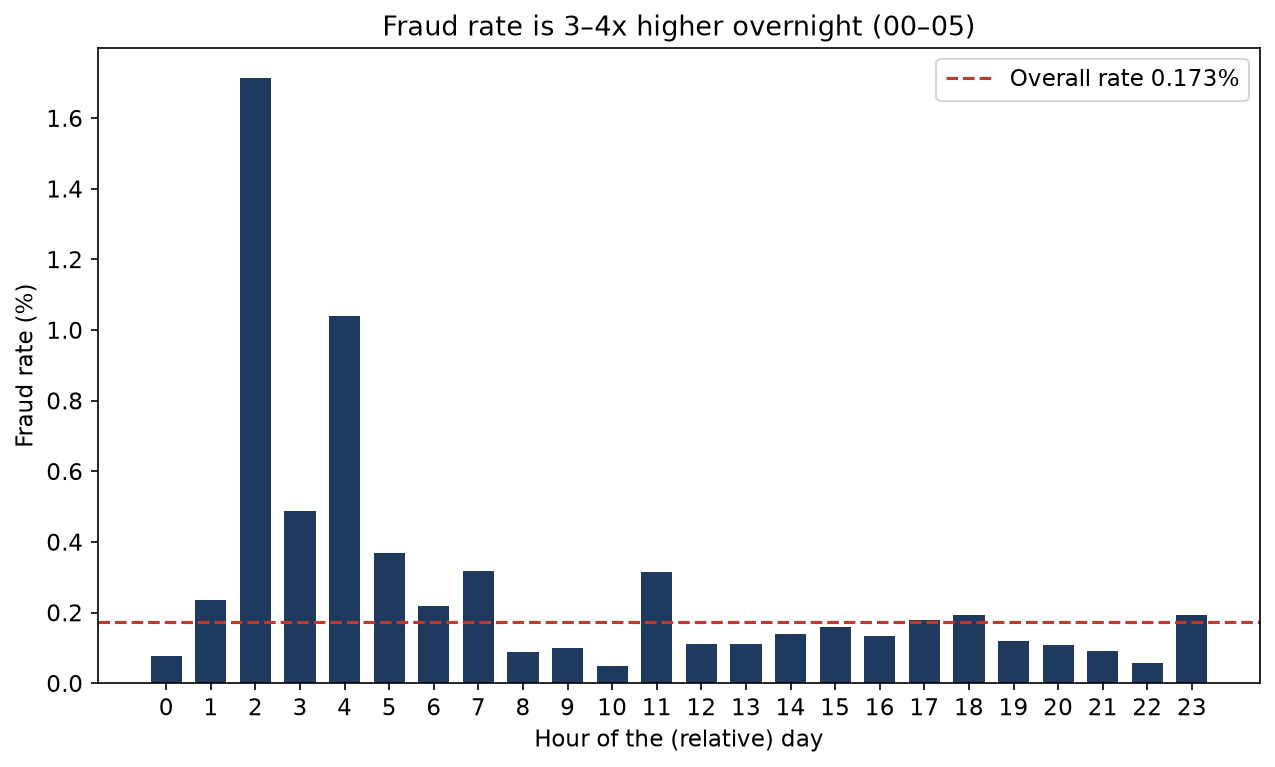 Fraud rate is 3–4x higher overnight (00–05)
Overall rate 0.173%
Fraud rate (%)
1.6
1.4
1.2
1.0
0.8
0.6
0.4
0.2
0.0
0 1 2 3 4 5 6 7 8 9 10 11 12 13 14 15 16 17 18 19 20 21 22 23
Hour of the (relative) day